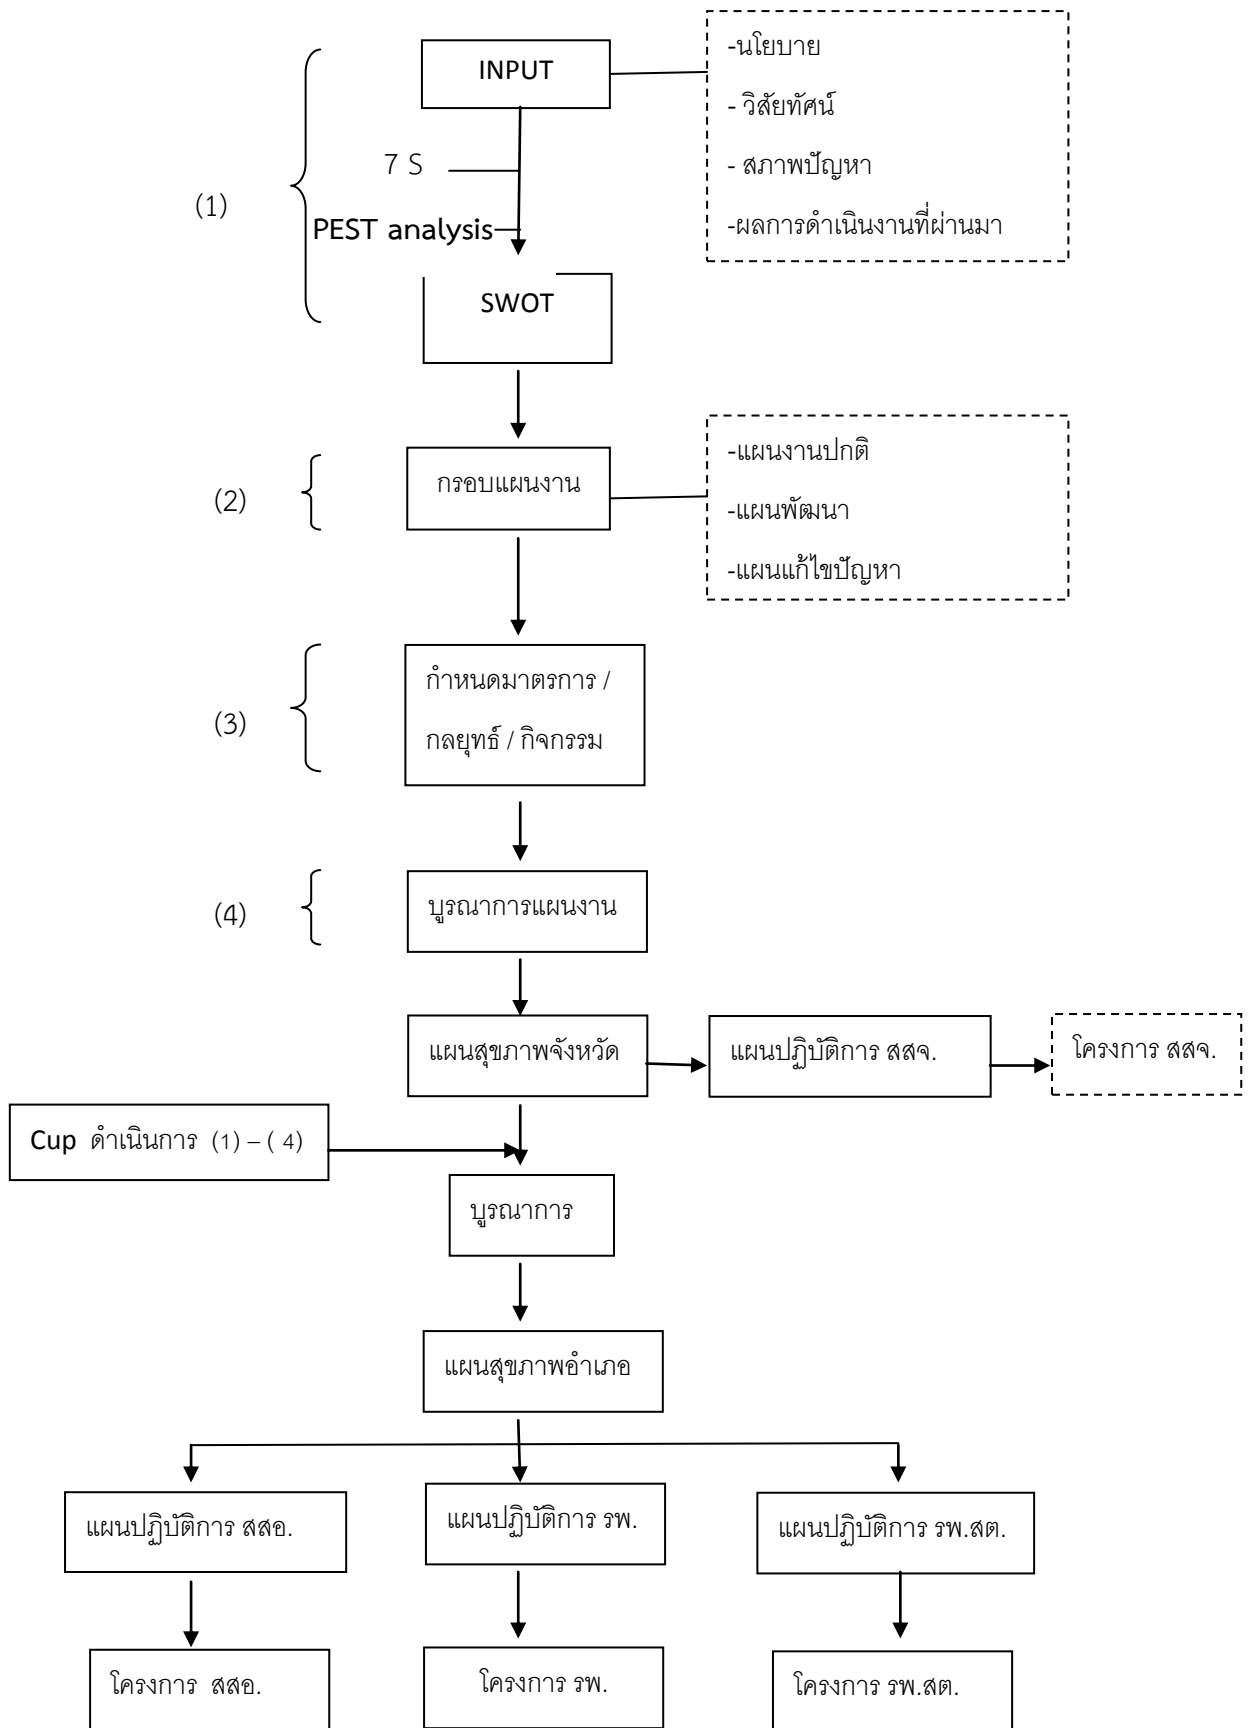 INPUT
-นโยบาย
- วิสัยทัศน์
- สภาพปัญหา
-ผลการดำเนินงานที่ผ่านมา
7 S
(1)
PEST analysis
SWOT
(2)
กรอบแผนงาน
-แผนงานปกติ
-แผนพัฒนา
-แผนแก้ไขปัญหา
(3)
กำหนดมาตรการ /
กลยุทธ์ / กิจกรรม
(4)
บูรณาการแผนงาน
แผนสุขภาพจังหวัด
แผนปฏิบัติการ สสจ.
โครงการ สสจ.
Cup ดำเนินการ (1) – ( 4)
บูรณาการ
แผนสุขภาพอำเภอ
แผนปฏิบัติการ สสอ.
แผนปฏิบัติการ รพ.
แผนปฏิบัติการ รพ.สต.
โครงการ สสอ.
โครงการ รพ.
โครงการ รพ.สต.